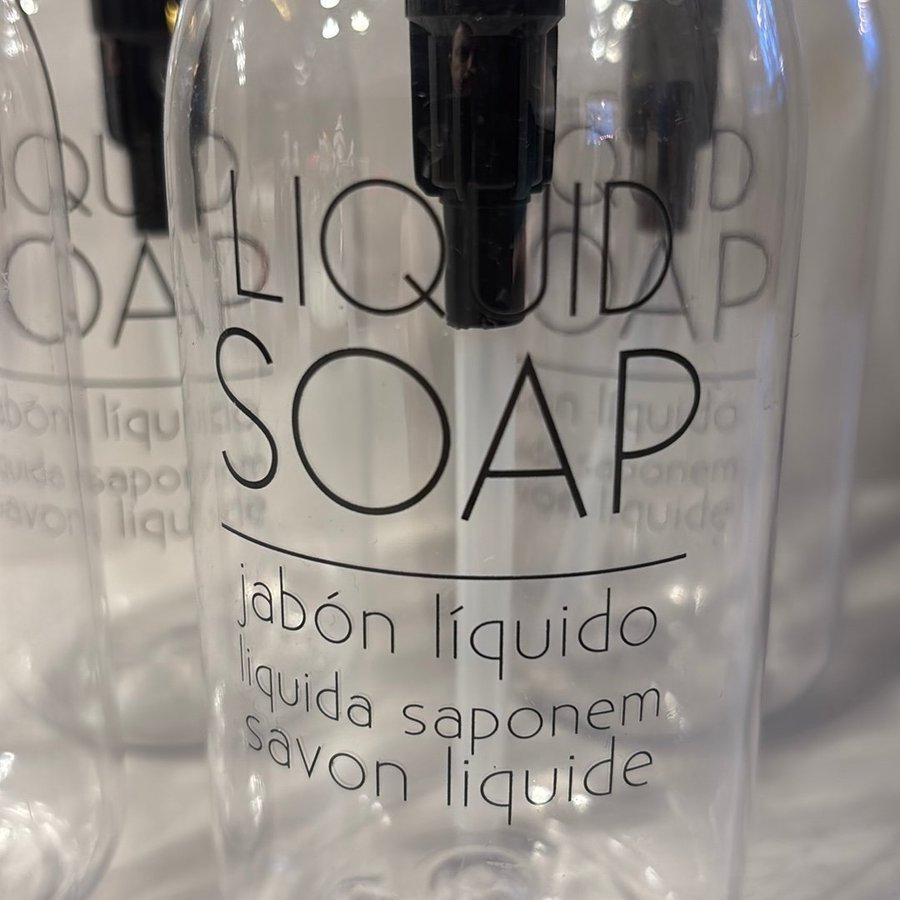 LIQUID
SOAP
jabón líquido
liquida saponem
savon liquide